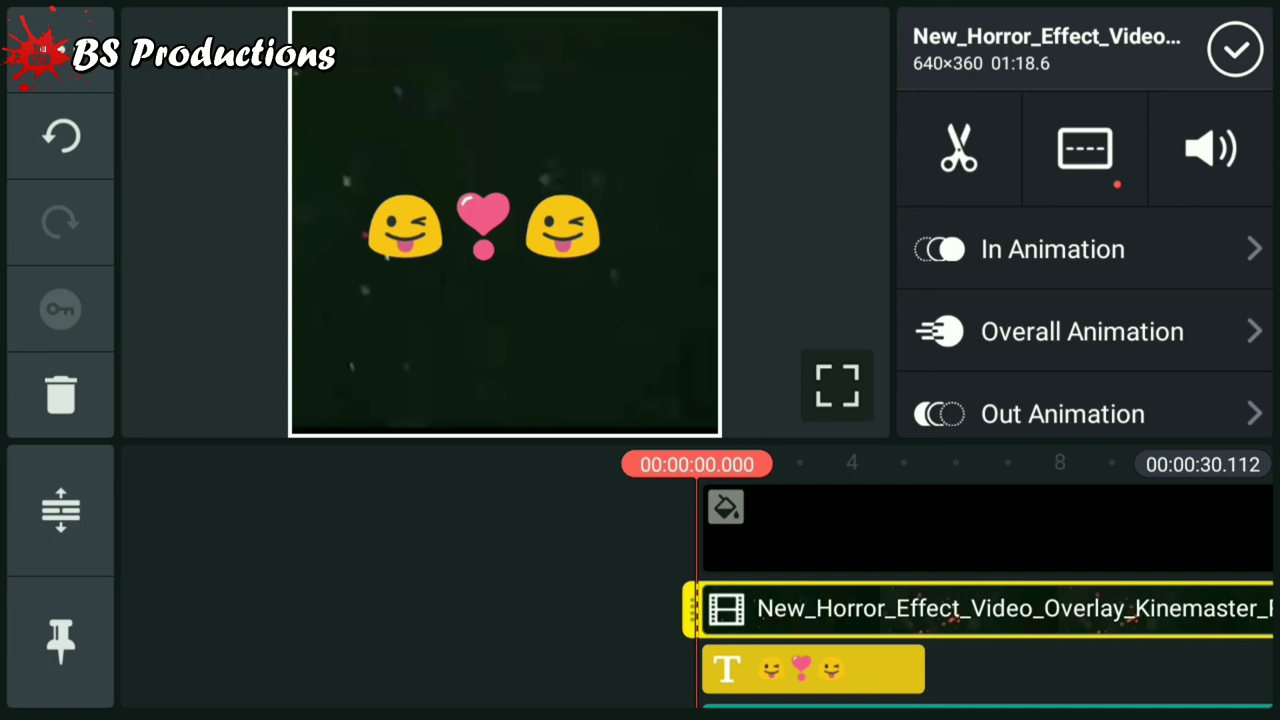 BS Productions
New_Horror_Effect_Video...
640×360 01:18.6
In Animation
Overall Animation
Out Animation
00:00:00.000
4
8
00:00:30.112
New_Horror_Effect_Video_Overlay_Kinemaster_
T 😜❣️😜